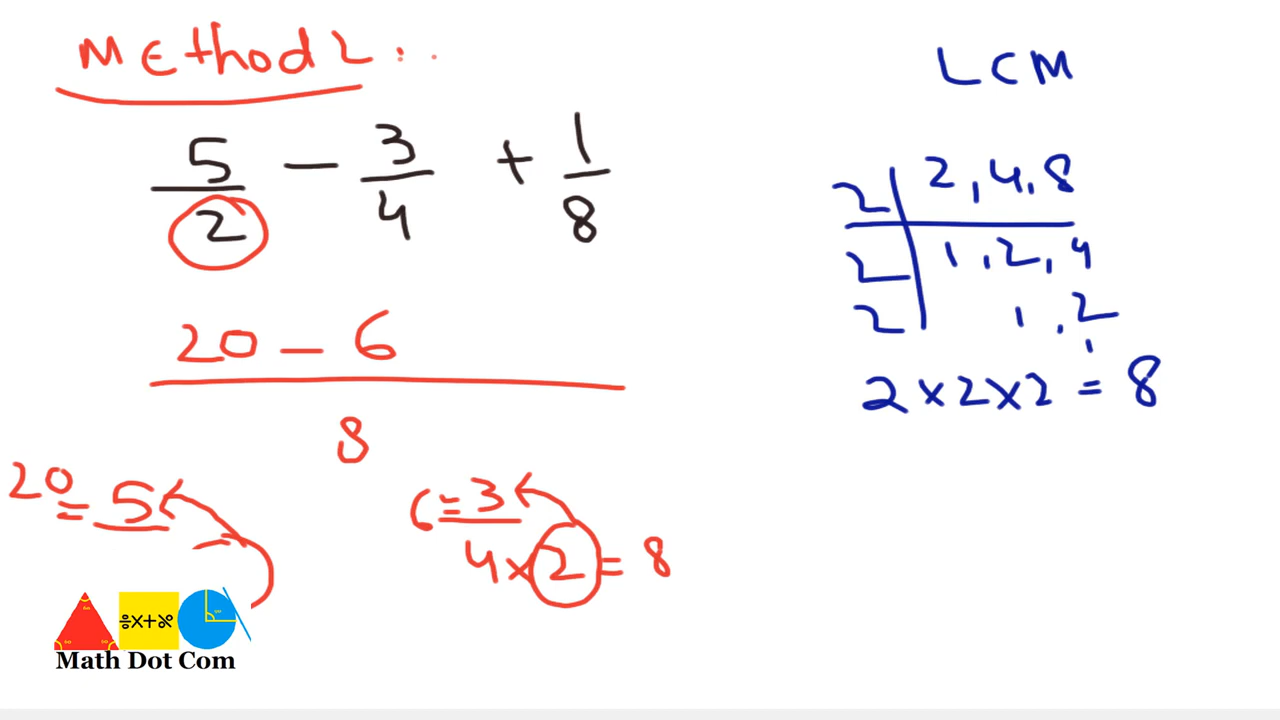 Method 2 : .
5/2 - 3/4 + 1/8
20 - 6
8
20 = 5
6 = 3
4 × 2 = 8
LCM
2 | 2, 4, 8
2 | 1, 2, 4
2 | 1, 2
1
2 × 2 × 2 = 8
÷×+%
Math Dot Com